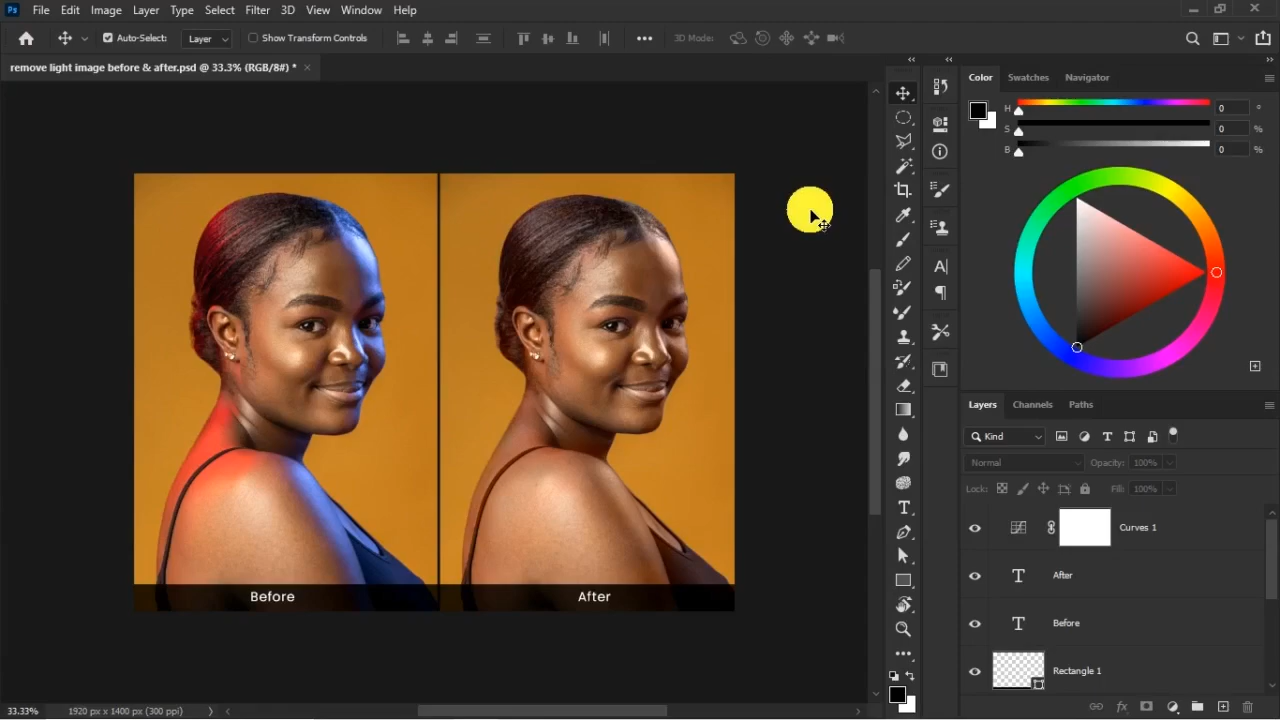 Ps File Edit Image Layer Type Select Filter 3D View Window Help
Auto-Select: Layer Show Transform Controls 3D Mode:
remove light image before & after.psd @ 33.3% (RGB/8#) *
Color Swatches Navigator
H 0 °
S 0 %
B 0 %
Before
After
Layers Channels Paths
Kind
Normal Opacity: 100%
Lock: Fill: 100%
Curves 1
T After
T Before
Rectangle 1
33.33% 1920 px x 1400 px (300 ppi)